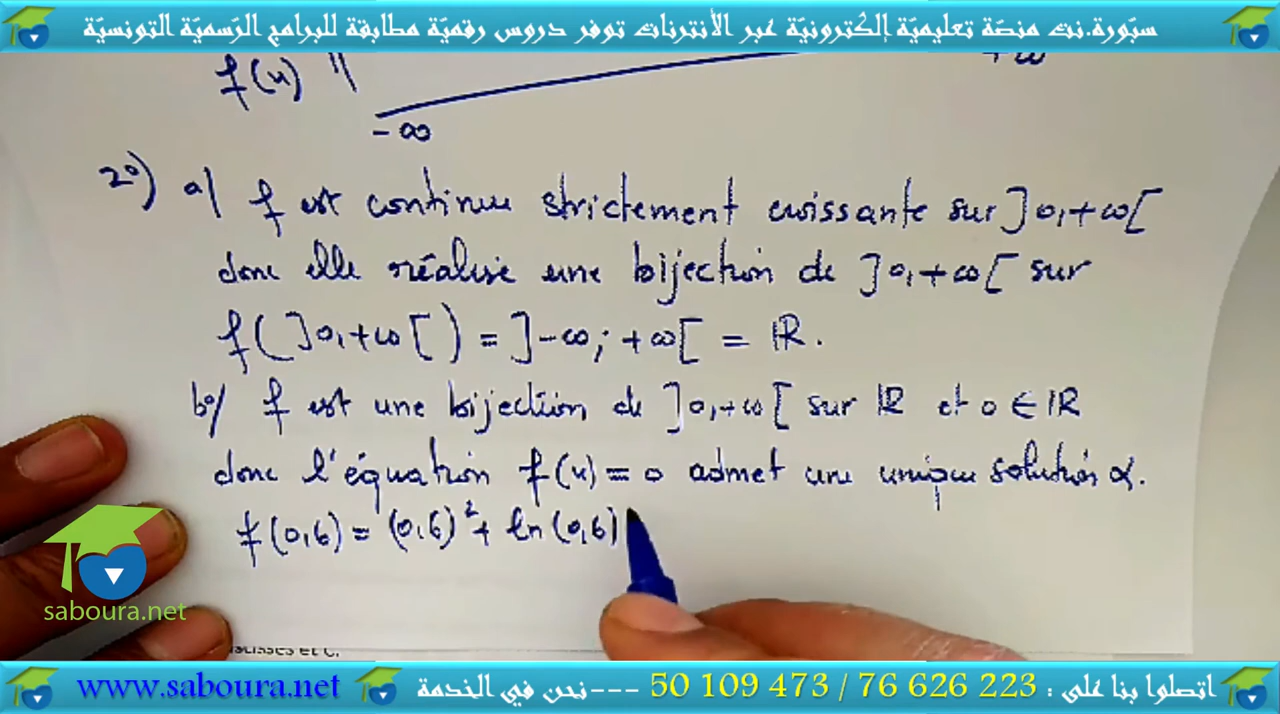 سبّورة.نت منصّة تعليميّة إلكترونيّة عبر الأنترنات توفر دروس رقميّة مطابقة للبرامج الرّسميّة التونسيّة
f(x)
+∞
-∞
2°) a/ f est continue strictement croissante sur ]0,+∞[
donc elle réalise une bijection de ]0,+∞[ sur
f(]0,+∞[) = ]-∞;+∞[ = ℝ.
b°/ f est une bijection de ]0,+∞[ sur ℝ et 0 ∈ ℝ
donc l'équation f(x) = 0 admet une unique solution α.
f(0,6) = (0,6)² + ln(0,6)
saboura.net
www.saboura.net
اتصلوا بنا على : 50 109 473 / 76 626 223 ---نحن في الخدمة